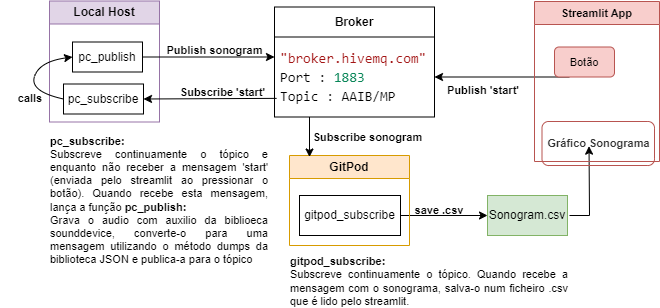 Local Host
Broker
Streamlit App
pc_publish
Publish sonogram
"broker.hivemq.com"
Port : 1883
Topic : AAIB/MP
Botão
pc_subscribe
Subscribe 'start'
Publish 'start'
calls
Subscribe sonogram
Gráfico Sonograma
pc_subscribe:
Subscreve continuamente o tópico e
enquanto não receber a mensagem 'start'
(enviada pelo streamlit ao pressionar o
botão). Quando recebe esta mensagem,
lança a função pc_publish:
Grava o audio com auxilio da biblioeca
sounddevice, converte-o para uma
mensagem utilizando o método dumps da
biblioteca JSON e publica-a para o tópico
GitPod
gitpod_subscribe
save .csv
Sonogram.csv
gitpod_subscribe:
Subscreve continuamente o tópico. Quando recebe a
mensagem com o sonograma, salva-o num ficheiro .csv
que é lido pelo streamlit.